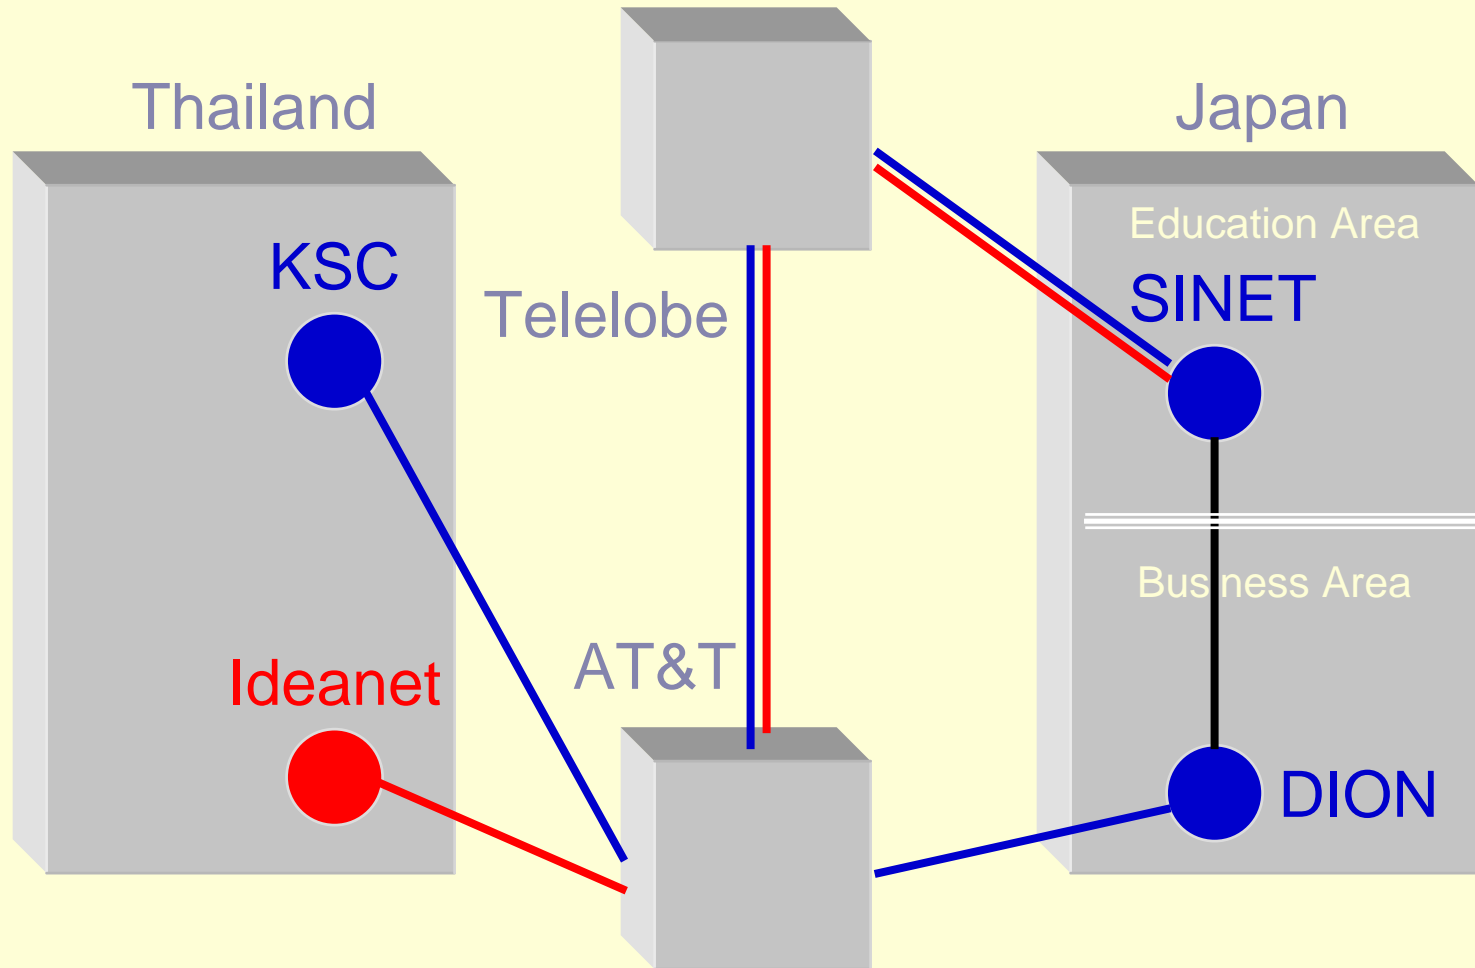 Thailand
Japan
Education Area
KSC
SINET
Telelobe
Business Area
AT&T
Ideanet
DION